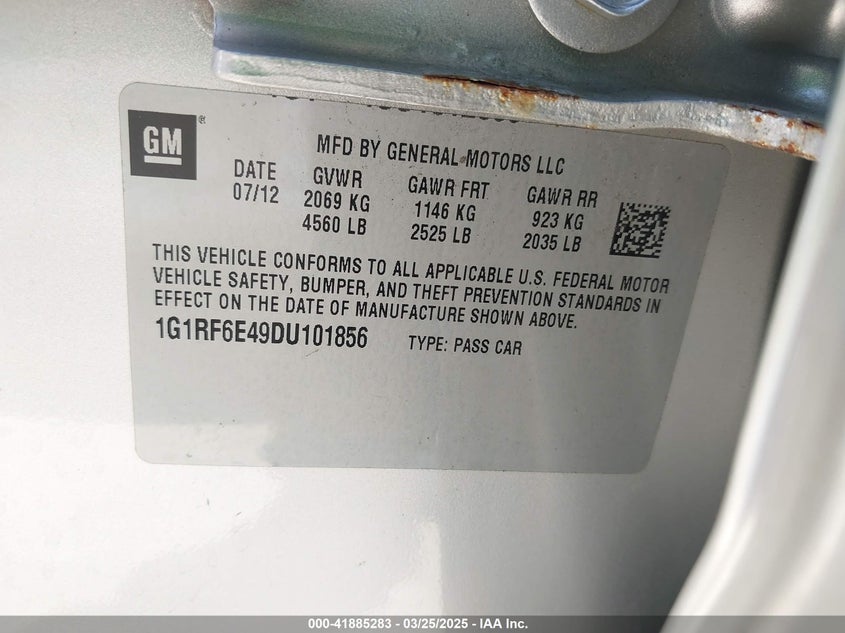 GM®
MFD BY GENERAL MOTORS LLC
DATE GVWR GAWR FRT GAWR RR
07/12 2069 KG 1146 KG 923 KG
4560 LB 2525 LB 2035 LB
THIS VEHICLE CONFORMS TO ALL APPLICABLE U.S. FEDERAL MOTOR
VEHICLE SAFETY, BUMPER, AND THEFT PREVENTION STANDARDS IN
EFFECT ON THE DATE OF MANUFACTURE SHOWN ABOVE.
1G1RF6E49DU101856 TYPE: PASS CAR
000-41885283 - 03/25/2025 - IAA Inc.